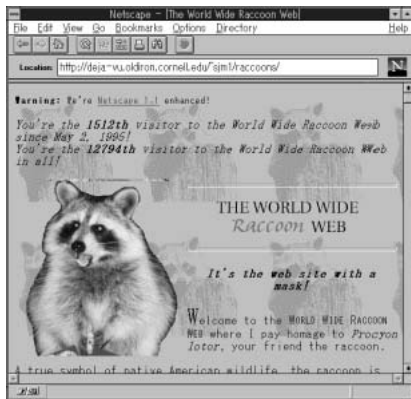 Netscape - [The World Wide Raccoon Web]
File Edit View Go Bookmarks Options Directory Help
Location: http://deja-vu.oldiron.cornell.edu/~sjm1/raccoons/
N
Warning: We're Netscape 1.1 enhanced!
You're the 1512th visitor to the World Wide Raccoon Web
since May 2, 1995!
You're the 12794th visitor to the World Wide Raccoon Web
in all!
THE WORLD WIDE
Raccoon WEB
It's the web site with a
mask!
Welcome to the WORLD WIDE RACCOON
WEB where I pay homage to Procyon
lotor, your friend the raccoon.
A true symbol of native American wildlife, the raccoon is